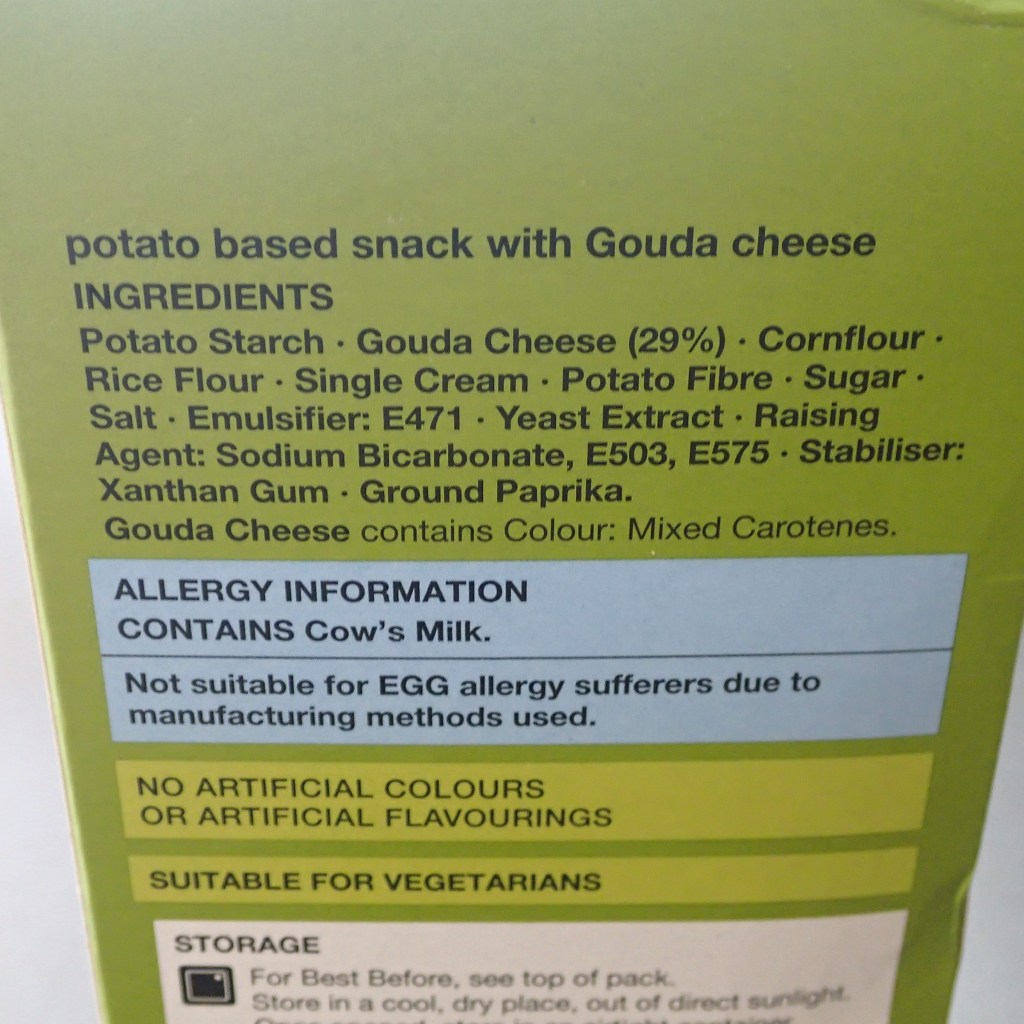 potato based snack with Gouda cheese
INGREDIENTS
Potato Starch · Gouda Cheese (29%) · Cornflour ·
Rice Flour · Single Cream · Potato Fibre · Sugar ·
Salt · Emulsifier: E471 · Yeast Extract · Raising
Agent: Sodium Bicarbonate, E503, E575 · Stabiliser:
Xanthan Gum · Ground Paprika.
Gouda Cheese contains Colour: Mixed Carotenes.
ALLERGY INFORMATION
CONTAINS Cow's Milk.
Not suitable for EGG allergy sufferers due to
manufacturing methods used.
NO ARTIFICIAL COLOURS
OR ARTIFICIAL FLAVOURINGS
SUITABLE FOR VEGETARIANS
STORAGE
For Best Before, see top of pack.
Store in a cool, dry place, out of direct sunlight.